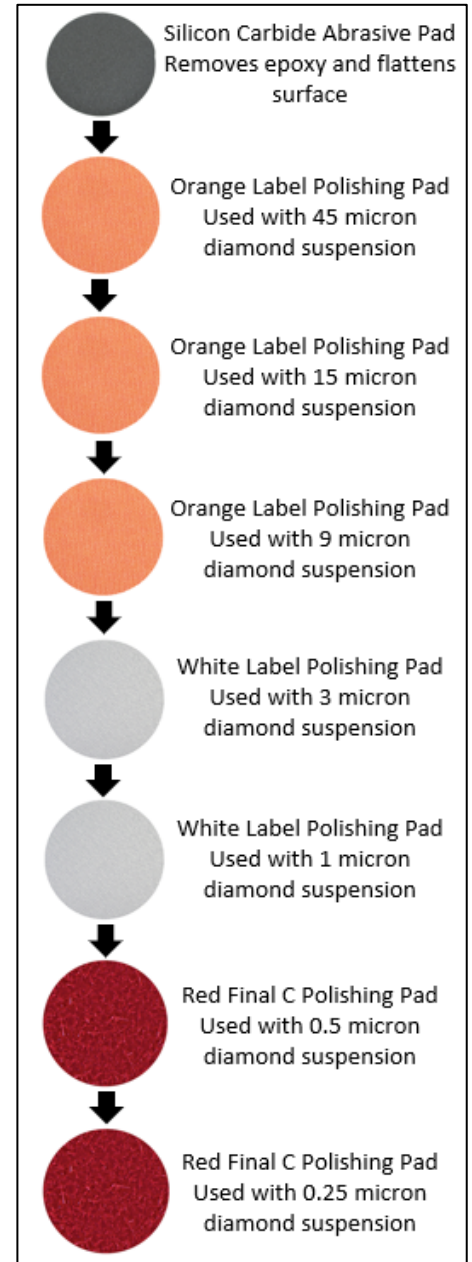 Silicon Carbide Abrasive Pad
Removes epoxy and flattens
surface
Orange Label Polishing Pad
Used with 45 micron
diamond suspension
Orange Label Polishing Pad
Used with 15 micron
diamond suspension
Orange Label Polishing Pad
Used with 9 micron
diamond suspension
White Label Polishing Pad
Used with 3 micron
diamond suspension
White Label Polishing Pad
Used with 1 micron
diamond suspension
Red Final C Polishing Pad
Used with 0.5 micron
diamond suspension
Red Final C Polishing Pad
Used with 0.25 micron
diamond suspension